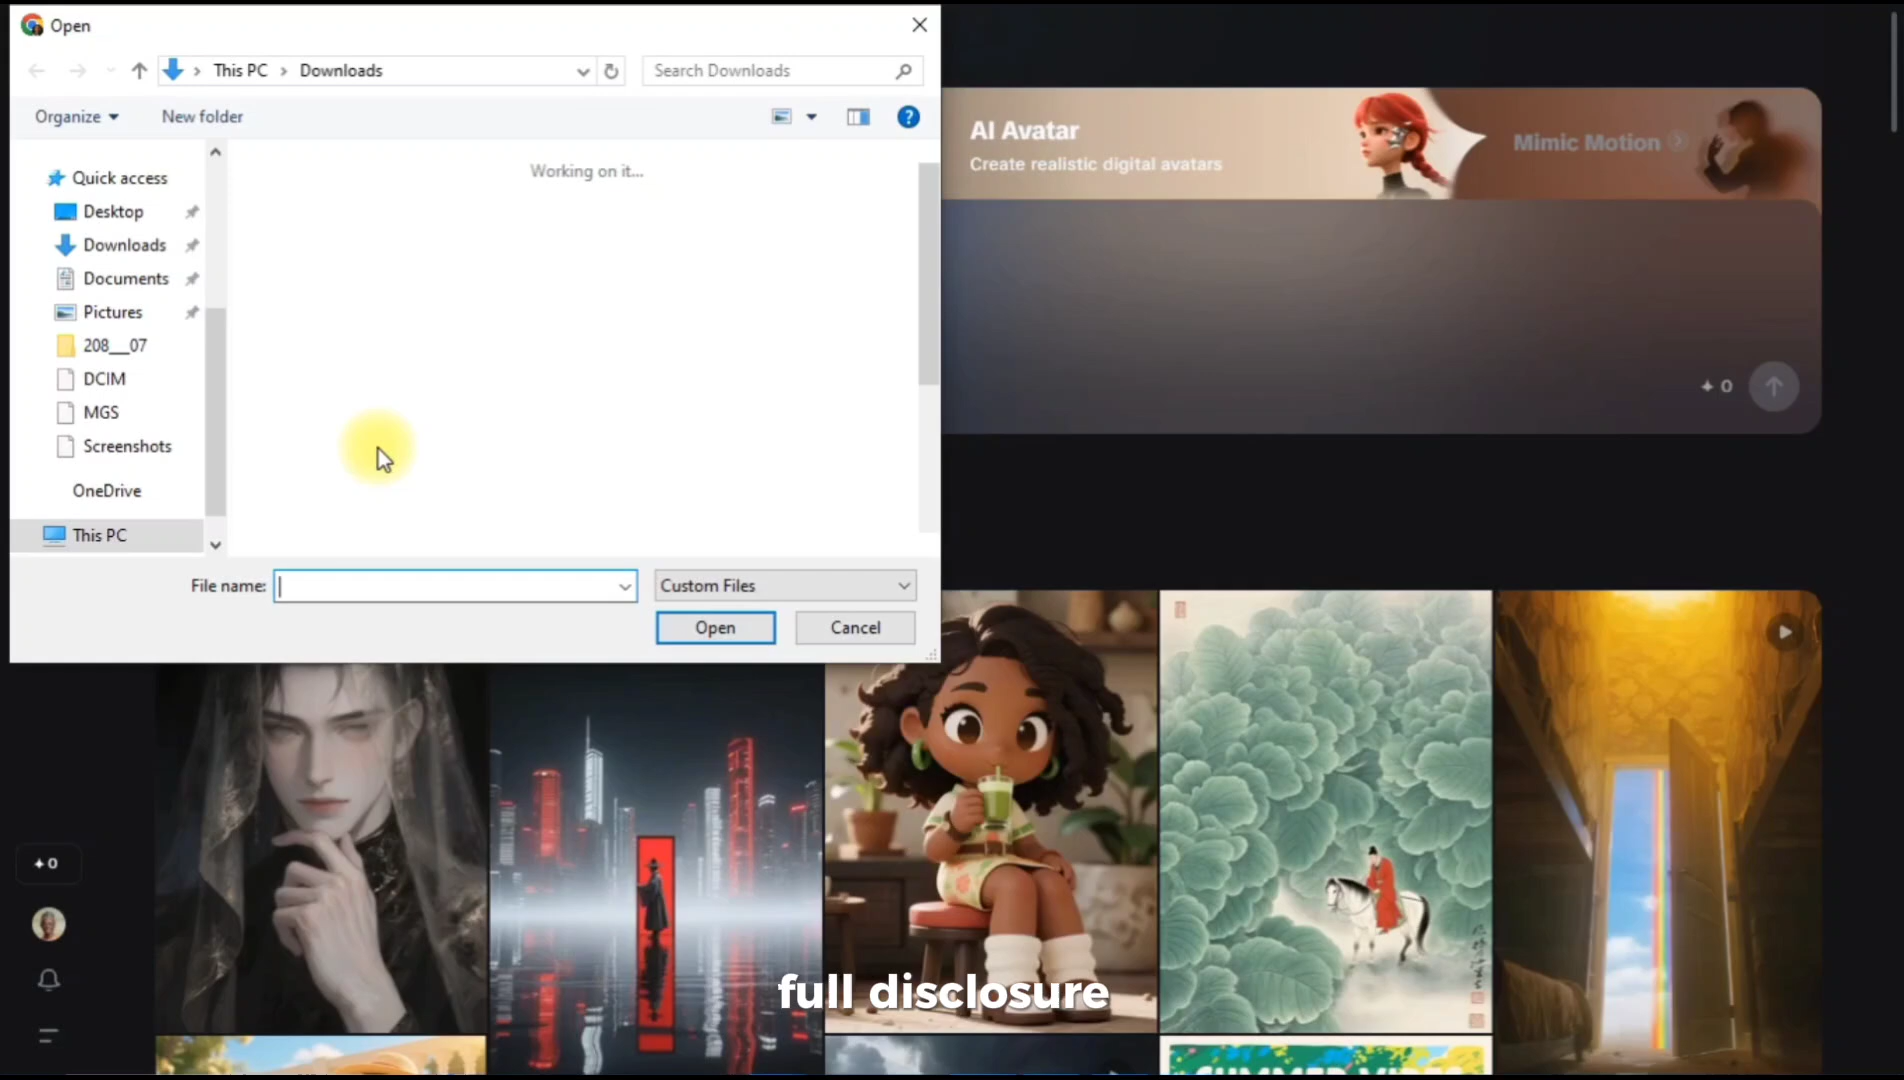 Open
This PC
Downloads
Search Downloads
Organize
New folder
Quick access
Desktop
Downloads
Documents
Pictures
208__07
DCIM
MGS
Screenshots
OneDrive
This PC
Working on it...
File name:
Custom Files
Open
Cancel
AI Avatar
Create realistic digital avatars
Mimic Motion
0
0
full disclosure
SUMMER VIBES